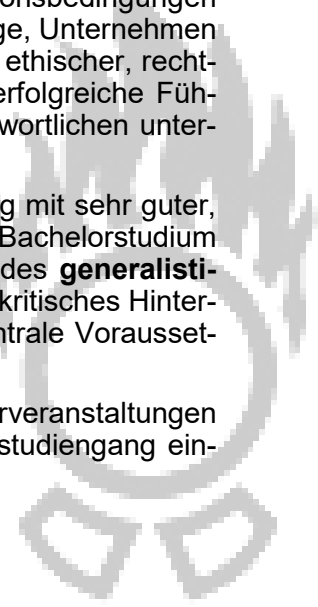 onsbedingungen
ge, Unternehmen
ethischer, recht-
erfolgreiche Füh-
wortlichen unter-
g mit sehr guter,
Bachelorstudium
des generalisti-
kritisches Hinter-
ntrale Vorausset-
rveranstaltungen
studiengang ein-